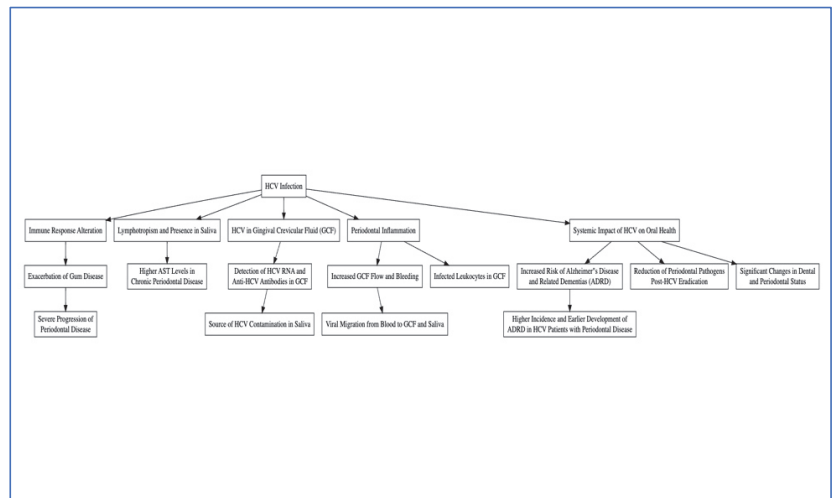 HCV Infection
Immune Response Alteration
Lymphotropism and Presence in Saliva
HCV in Gingival Crevicular Fluid (GCF)
Periodontal Inflammation
Systemic Impact of HCV on Oral Health
Exacerbation of Gum Disease
Higher AST Levels in
Chronic Periodontal Disease
Detection of HCV RNA and
Anti-HCV Antibodies in GCF
Increased GCF Flow and Bleeding
Infected Leukocytes in GCF
Increased Risk of Alzheimer's Disease
and Related Dementias (ADRD)
Reduction of Periodontal Pathogens
Post-HCV Eradication
Significant Changes in Dental
and Periodontal Status
Severe Progression of
Periodontal Disease
Source of HCV Contamination in Saliva
Viral Migration from Blood to GCF and Saliva
Higher Incidence and Earlier Development of
ADRD in HCV Patients with Periodontal Disease